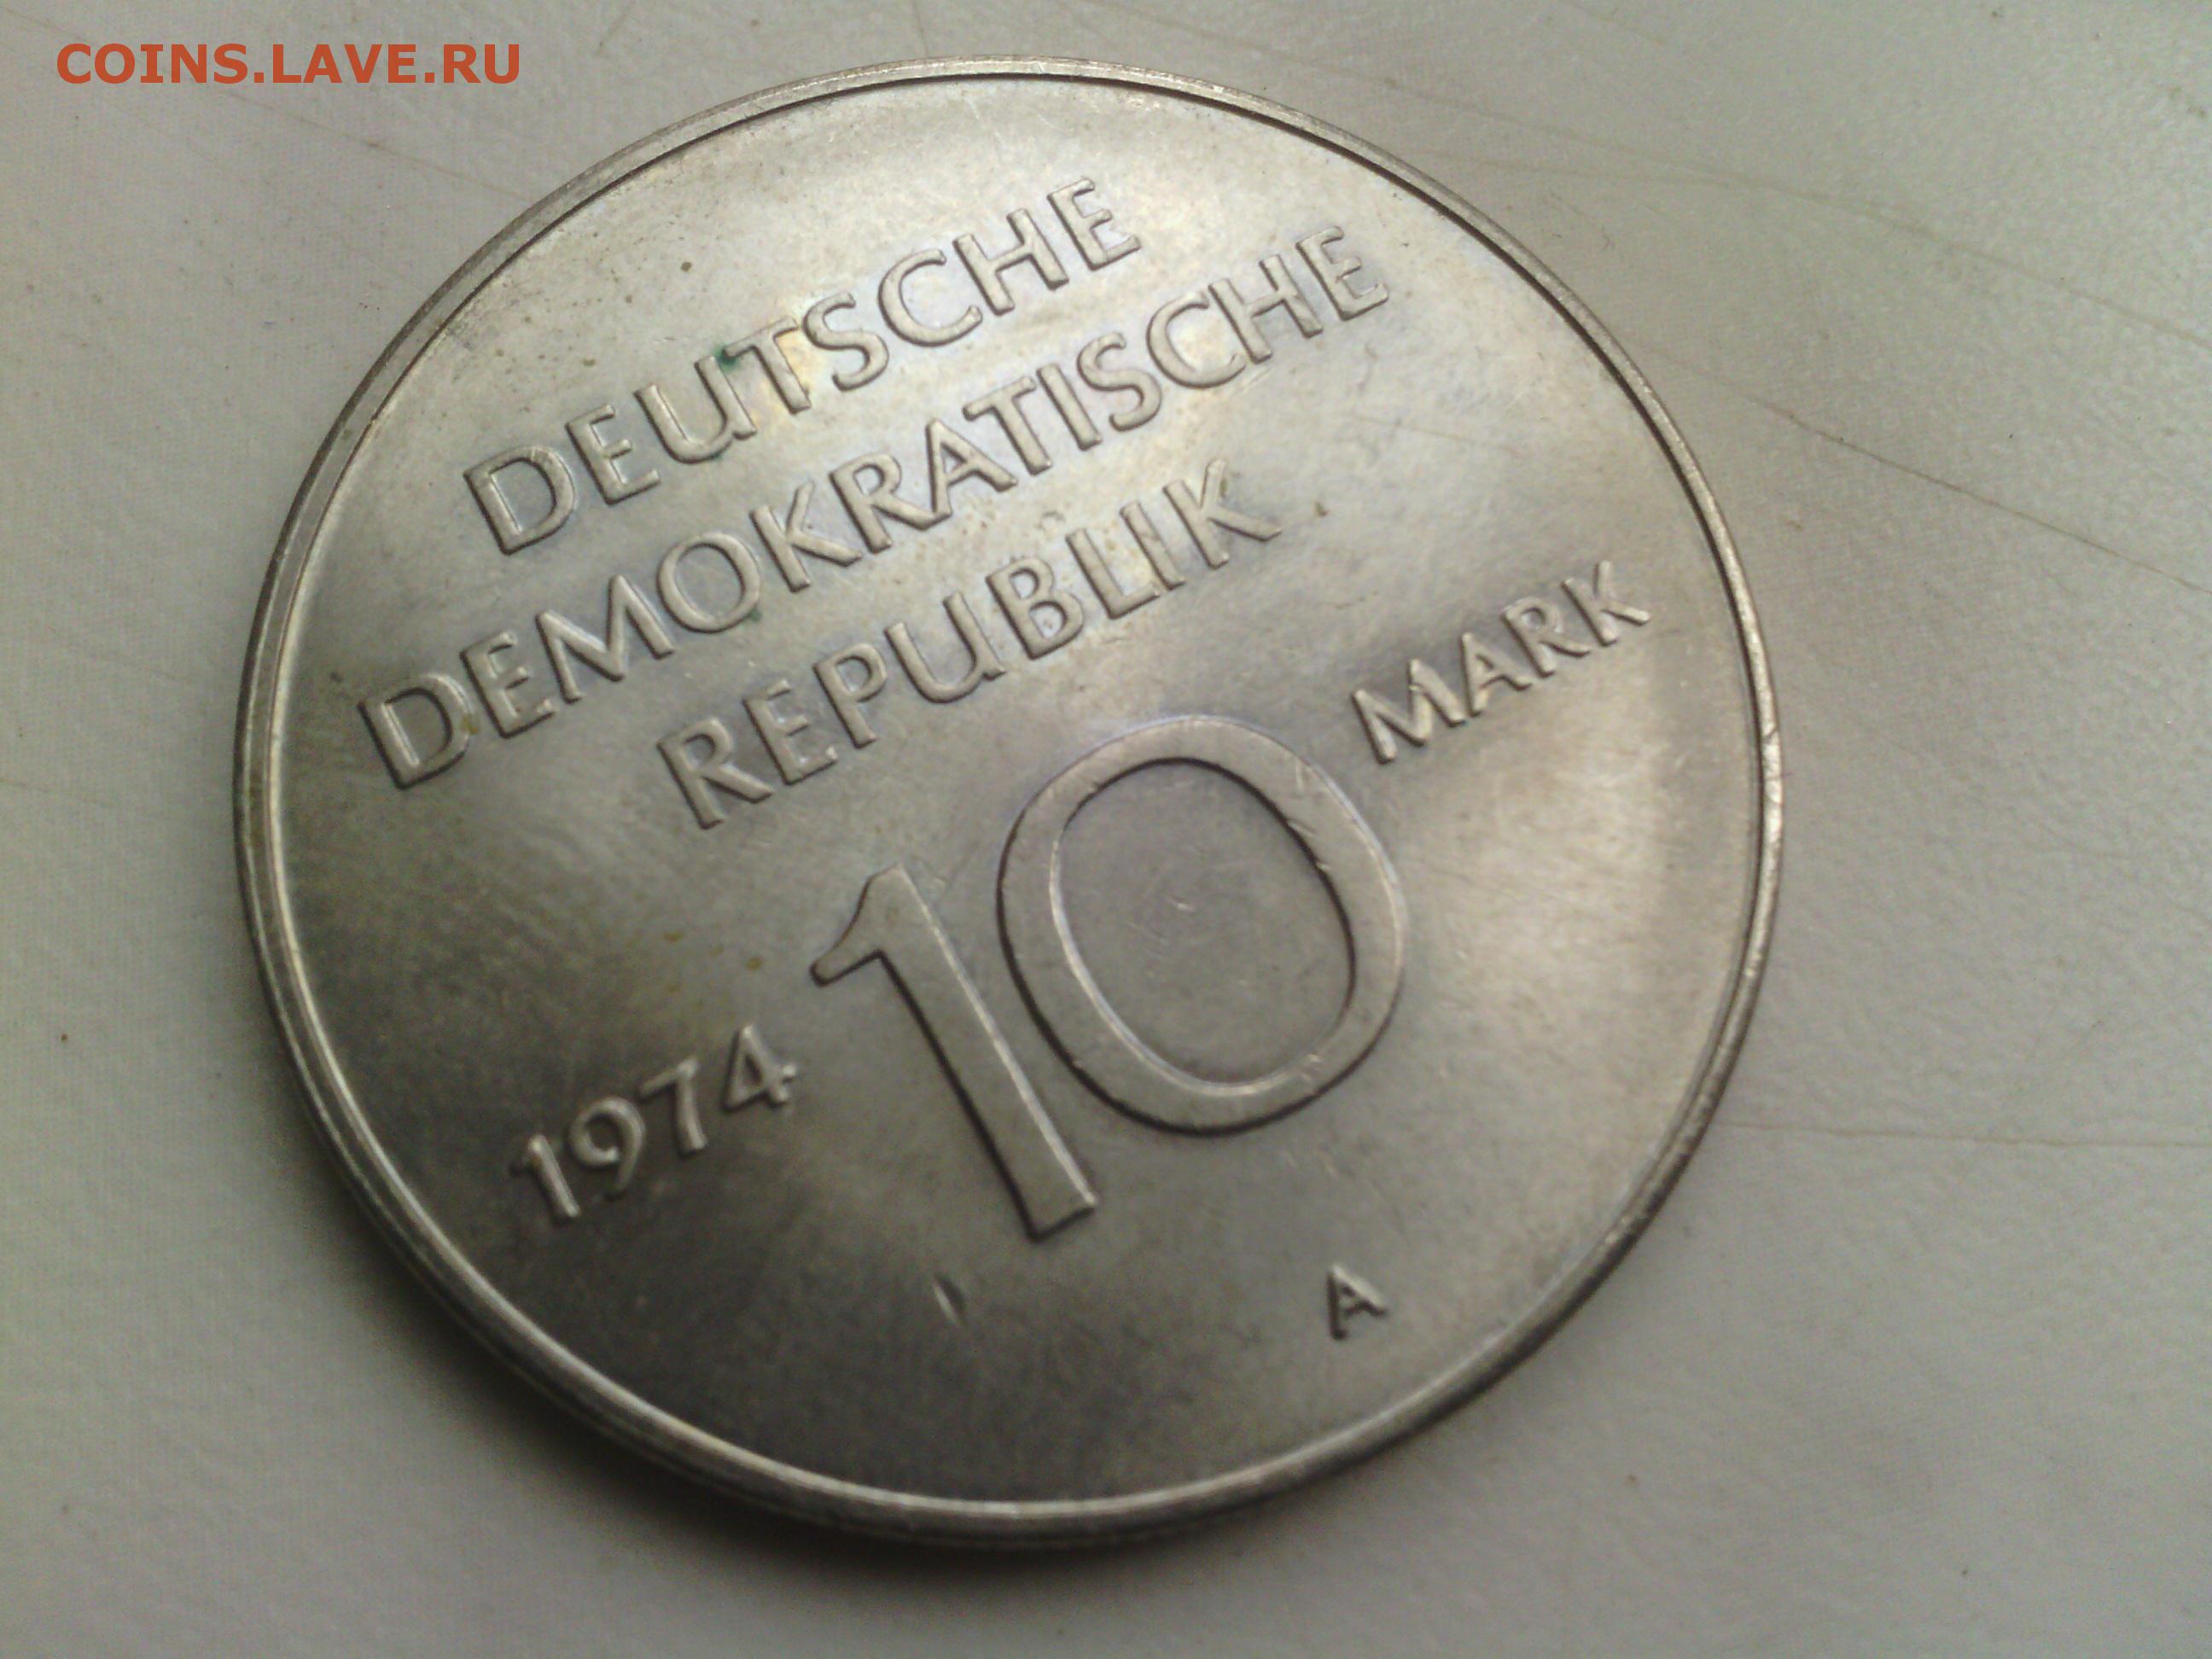 COINS.LAVE.RU
DEUTSCHE
DEMOKRATISCHE
REPUBLIK
10 MARK
1974
A